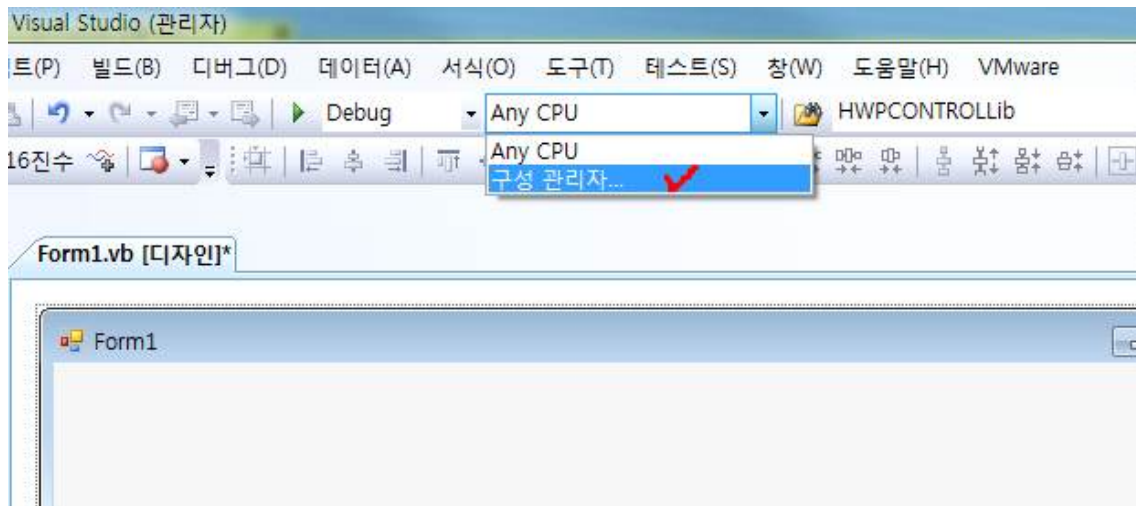 Visual Studio (관리자)
트(P) 빌드(B) 디버그(D) 데이터(A) 서식(O) 도구(T) 테스트(S) 창(W) 도움말(H) VMware
Debug Any CPU HWPCONTROLLib
16진수 Any CPU
구성 관리자...
Form1.vb [디자인]*
Form1